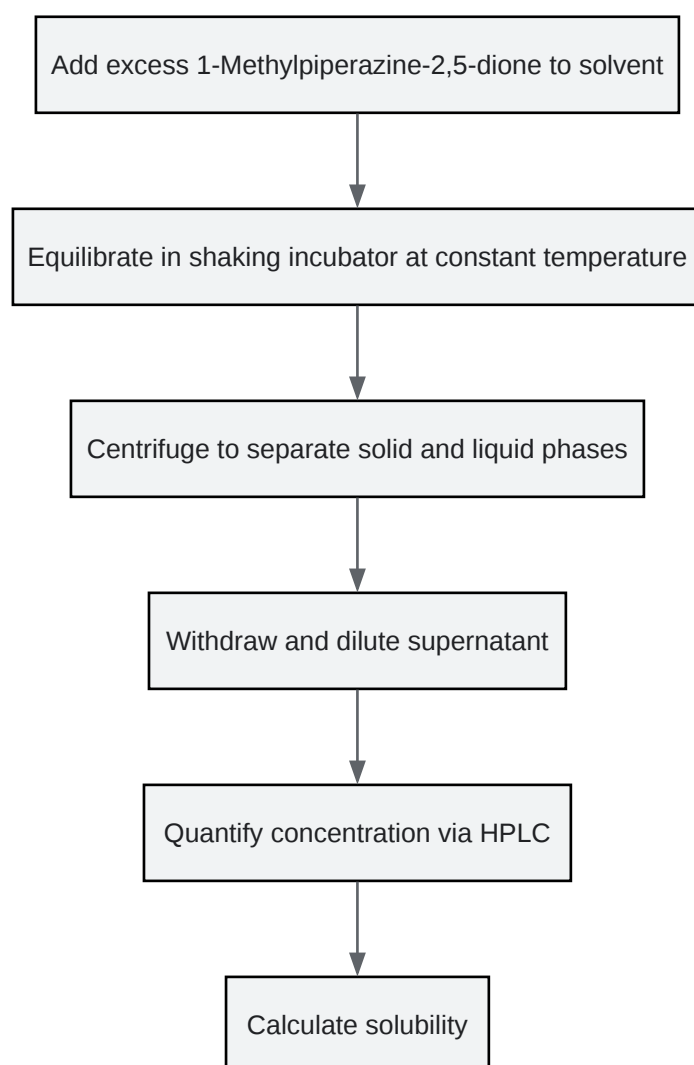 Add excess 1-Methylpiperazine-2,5-dione to solvent
Equilibrate in shaking incubator at constant temperature
Centrifuge to separate solid and liquid phases
Withdraw and dilute supernatant
Quantify concentration via HPLC
Calculate solubility